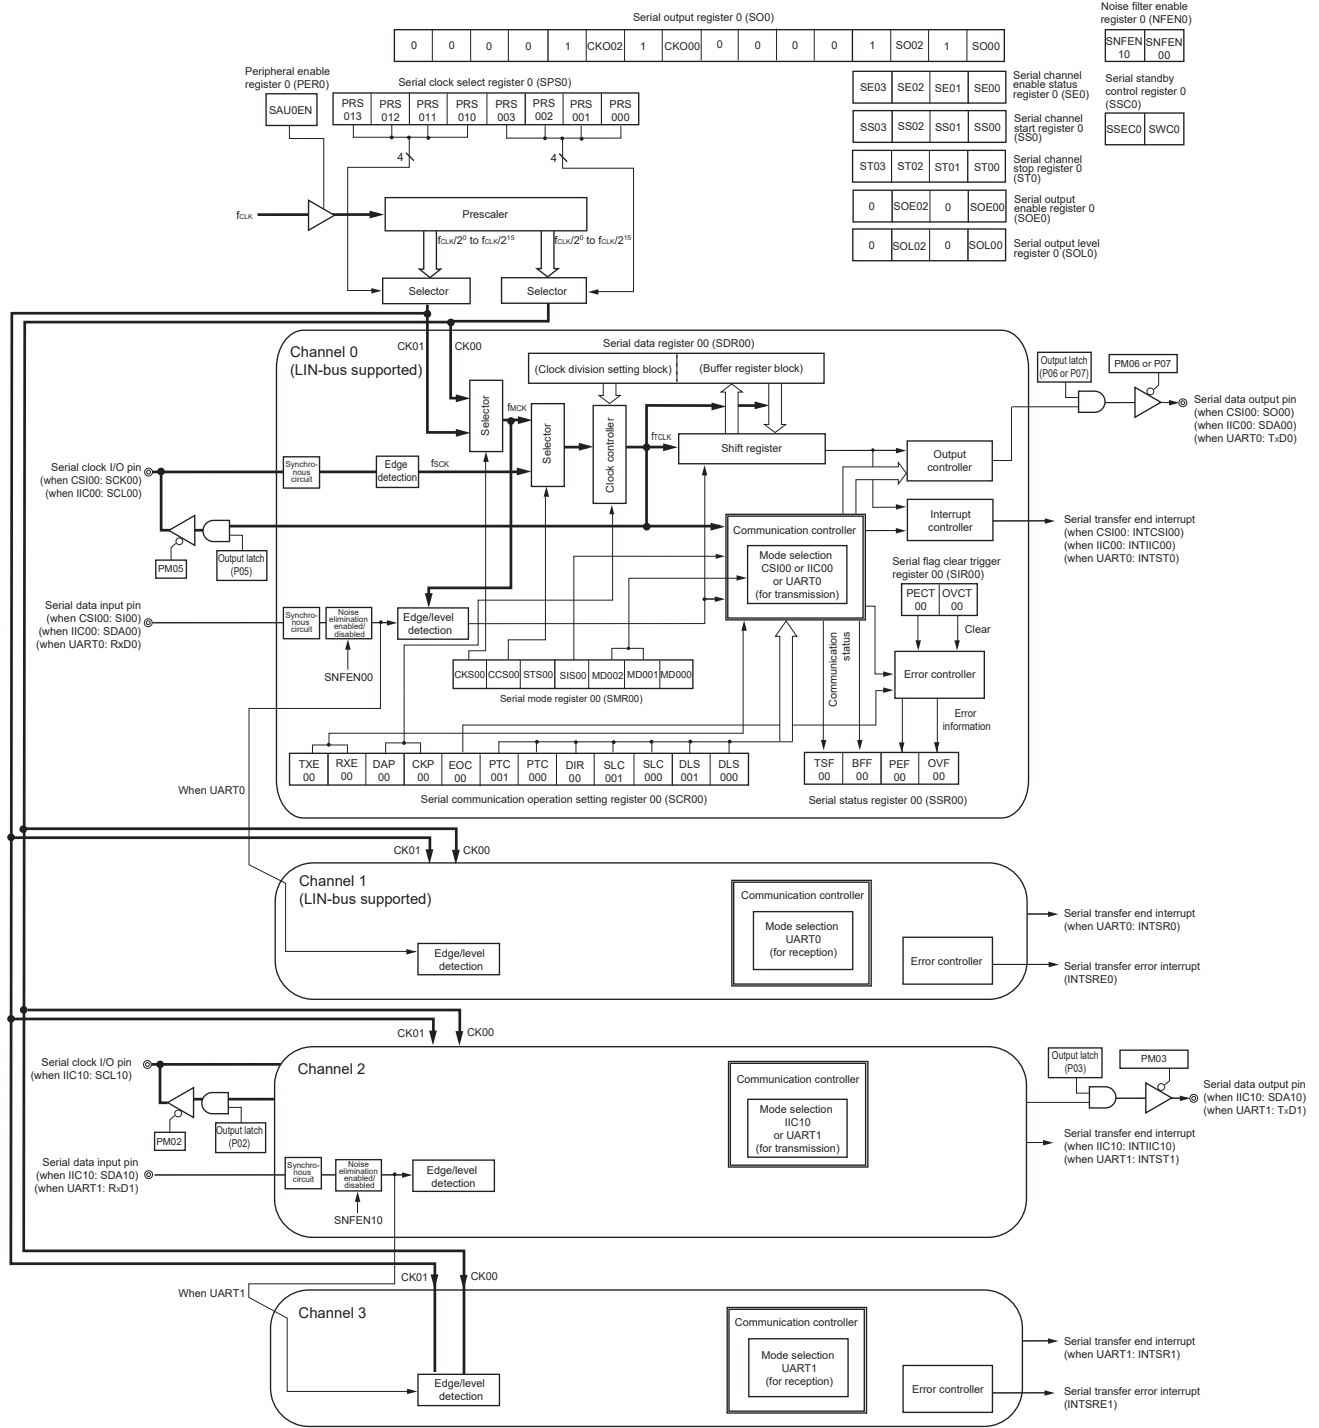 Serial output register 0 (SO0)
0 0 0 0 1 CKO02 1 CKO00 0 0 0 0 1 SO02 1 SO00
Noise filter enable
register 0 (NFEN0)
SNFEN
10
SNFEN
00
Peripheral enable
register 0 (PER0)
SAU0EN
Serial clock select register 0 (SPS0)
PRS
013
PRS
012
PRS
011
PRS
010
PRS
003
PRS
002
PRS
001
PRS
000
4
4
SE03 SE02 SE01 SE00
Serial channel
enable status
register 0 (SE0)
SS03 SS02 SS01 SS00
Serial channel
start register 0
(SS0)
ST03 ST02 ST01 ST00
Serial channel
stop register 0
(ST0)
0 SOE02 0 SOE00
Serial output
enable register 0
(SOE0)
0 SOL02 0 SOL00
Serial output level
register 0 (SOL0)
Serial standby
control register 0
(SSC0)
SSEC0 SWC0
fCLK
Prescaler
fCLK/2⁰ to fCLK/2¹⁵
fCLK/2⁰ to fCLK/2¹⁵
Selector
Selector
CK01
CK00
Channel 0
(LIN-bus supported)
Serial data register 00 (SDR00)
(Clock division setting block)
(Buffer register block)
Selector
fMCK
Selector
Clock controller
fTCLK
Shift register
Output
controller
Interrupt
controller
Output latch
(P06 or P07)
PM06 or P07
Serial data output pin
(when CSI00: SO00)
(when IIC00: SDA00)
(when UART0: TxD0)
Serial clock I/O pin
(when CSI00: SCK00)
(when IIC00: SCL00)
Synchro-
nous
circuit
Edge
detection
fSCK
PM05
Output latch
(P05)
Communication controller
Mode selection
CSI00 or IIC00
or UART0
(for transmission)
Serial transfer end interrupt
(when CSI00: INTCSI00)
(when IIC00: INTIIC00)
(when UART0: INTST0)
Serial flag clear trigger
register 00 (SIR00)
PECT
00
OVCT
00
Clear
Serial data input pin
(when CSI00: SI00)
(when IIC00: SDA00)
(when UART0: RxD0)
Synchro-
nous
circuit
Noise
elimination
enabled/
disabled
Edge/level
detection
SNFEN00
CKS00 CCS00 STS00 SIS00 MD002 MD001 MD000
Serial mode register 00 (SMR00)
Communication
status
Error controller
Error
information
TXE
00
RXE
00
DAP
00
CKP
00
EOC
00
PTC
001
PTC
000
DIR
00
SLC
001
SLC
000
DLS
001
DLS
000
Serial communication operation setting register 00 (SCR00)
TSF
00
BFF
00
PEF
00
OVF
00
Serial status register 00 (SSR00)
When UART0
CK01
CK00
Channel 1
(LIN-bus supported)
Edge/level
detection
Communication controller
Mode selection
UART0
(for reception)
Error controller
Serial transfer end interrupt
(when UART0: INTSR0)
Serial transfer error interrupt
(INTSRE0)
CK01
CK00
Channel 2
Serial clock I/O pin
(when IIC10: SCL10)
PM02
Output latch
(P02)
Serial data input pin
(when IIC10: SDA10)
(when UART1: RxD1)
Synchro-
nous
circuit
Noise
elimination
enabled/
disabled
Edge/level
detection
SNFEN10
Communication controller
Mode selection
IIC10
or UART1
(for transmission)
Output latch
(P03)
PM03
Serial data output pin
(when IIC10: SDA10)
(when UART1: TxD1)
Serial transfer end interrupt
(when IIC10: INTIIC10)
(when UART1: INTST1)
CK01
CK00
When UART1
Channel 3
Edge/level
detection
Communication controller
Mode selection
UART1
(for reception)
Error controller
Serial transfer end interrupt
(when UART1: INTSR1)
Serial transfer error interrupt
(INTSRE1)